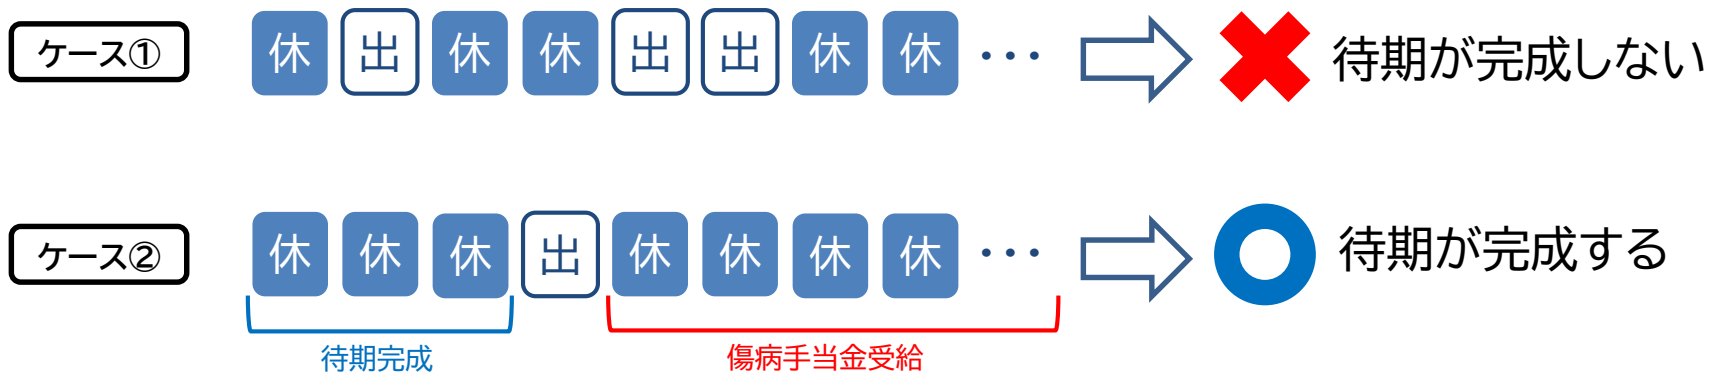 ケース① 休 出 休 休 出 出 休 休 ・・・ 待期が完成しない
ケース② 休 休 休 出 休 休 休 休 ・・・ 待期が完成する
待期完成 傷病手当金受給